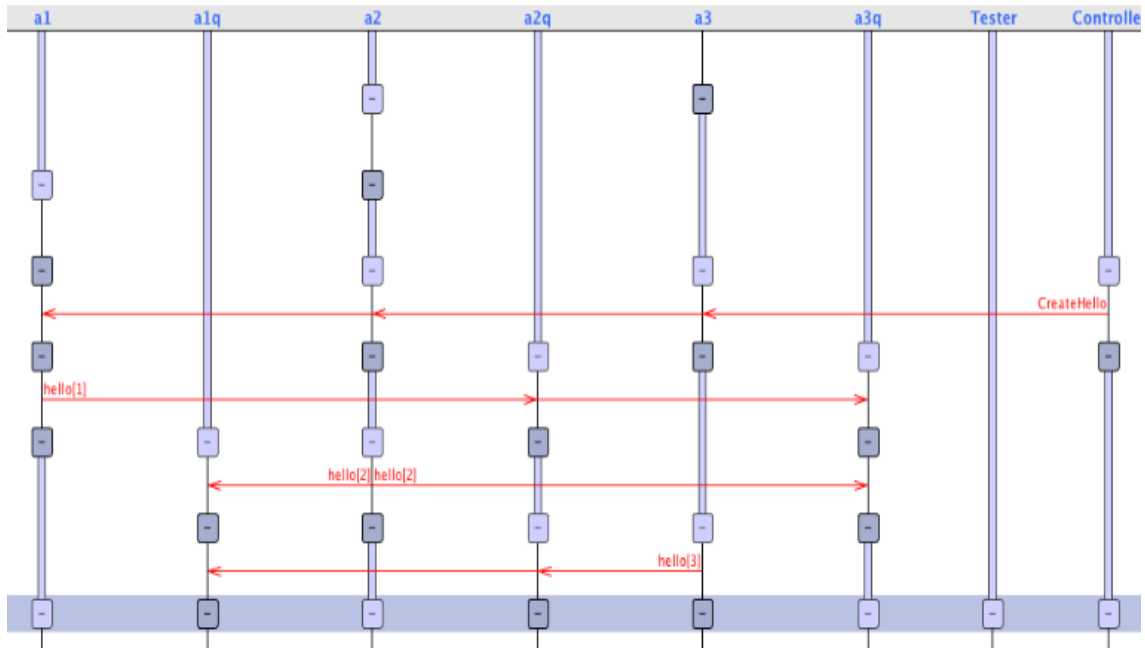 a1 a1q a2 a2q a3 a3q Tester Controlle
CreateHello
hello[1]
hello[2] hello[2]
hello[3]